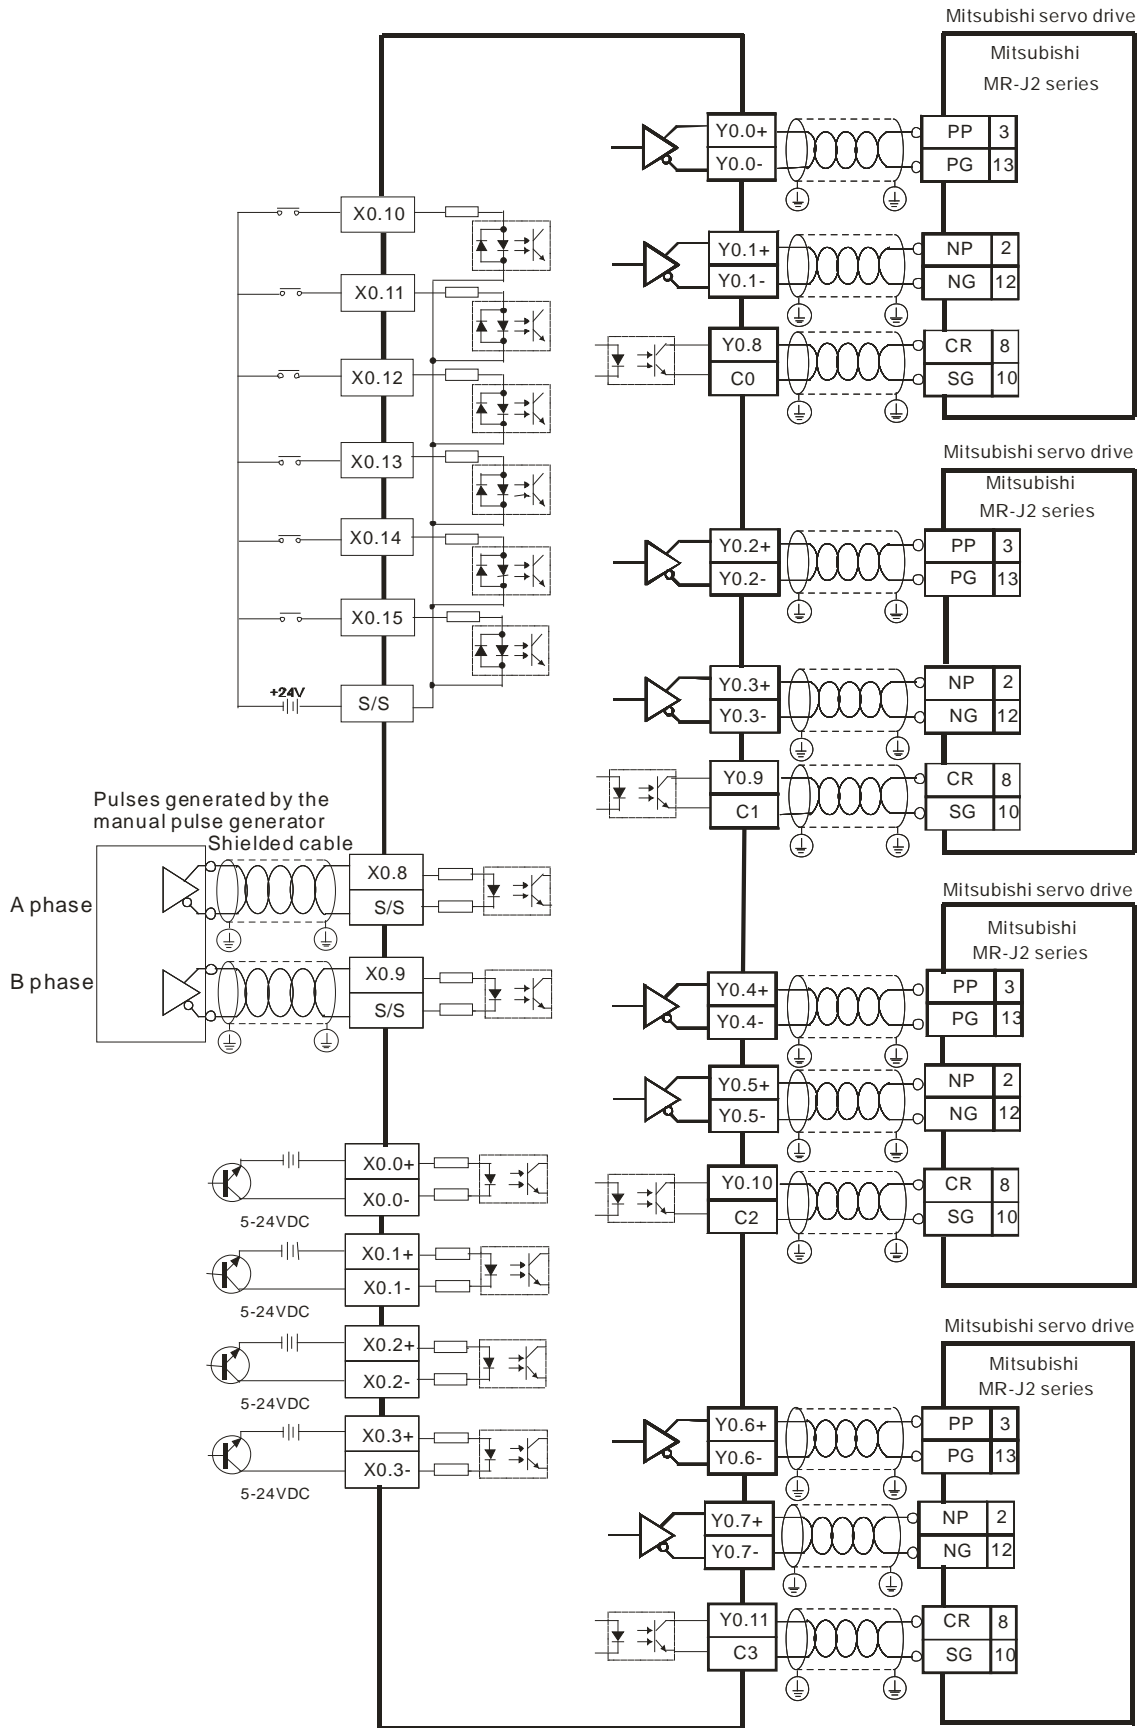 Mitsubishi servo drive
Mitsubishi
MR-J2 series
Y0.0+
Y0.0-
PP 3
PG 13
Y0.1+
Y0.1-
NP 2
NG 12
Y0.8
C0
CR 8
SG 10
X0.10
X0.11
X0.12
X0.13
X0.14
X0.15
+24V
S/S
Mitsubishi servo drive
Mitsubishi
MR-J2 series
Y0.2+
Y0.2-
PP 3
PG 13
Y0.3+
Y0.3-
NP 2
NG 12
Y0.9
C1
CR 8
SG 10
Pulses generated by the
manual pulse generator
Shielded cable
A phase
X0.8
S/S
B phase
X0.9
S/S
Mitsubishi servo drive
Mitsubishi
MR-J2 series
Y0.4+
Y0.4-
PP 3
PG 13
Y0.5+
Y0.5-
NP 2
NG 12
Y0.10
C2
CR 8
SG 10
X0.0+
X0.0-
5-24VDC
X0.1+
X0.1-
5-24VDC
X0.2+
X0.2-
5-24VDC
X0.3+
X0.3-
5-24VDC
Mitsubishi servo drive
Mitsubishi
MR-J2 series
Y0.6+
Y0.6-
PP 3
PG 13
Y0.7+
Y0.7-
NP 2
NG 12
Y0.11
C3
CR 8
SG 10